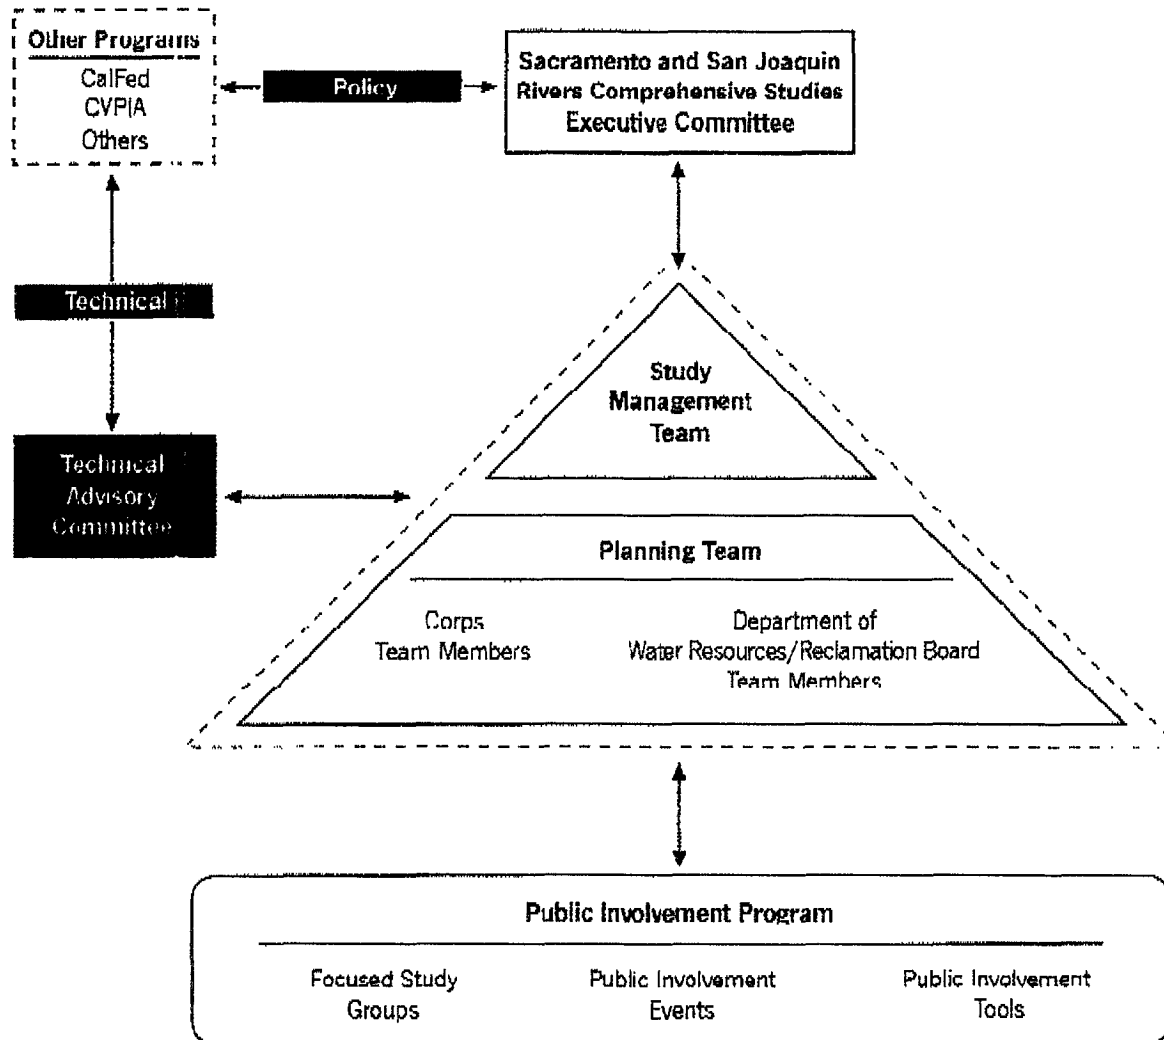 Other Programs
CalFed
CVPIA
Others
Policy
Sacramento and San Joaquin
Rivers Comprehensive Studies
Executive Committee
Technical
Technical
Advisory
Committee
Study
Management
Team
Planning Team
Corps
Team Members
Department of
Water Resources/Reclamation Board
Team Members
Public Involvement Program
Focused Study
Groups
Public Involvement
Events
Public Involvement
Tools